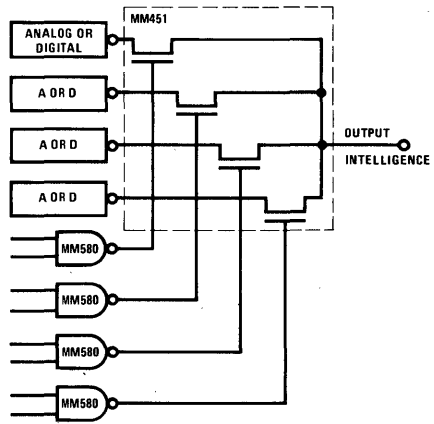 MM451
ANALOG OR
DIGITAL
A OR D
A OR D
A OR D
OUTPUT
INTELLIGENCE
MM580
MM580
MM580
MM580